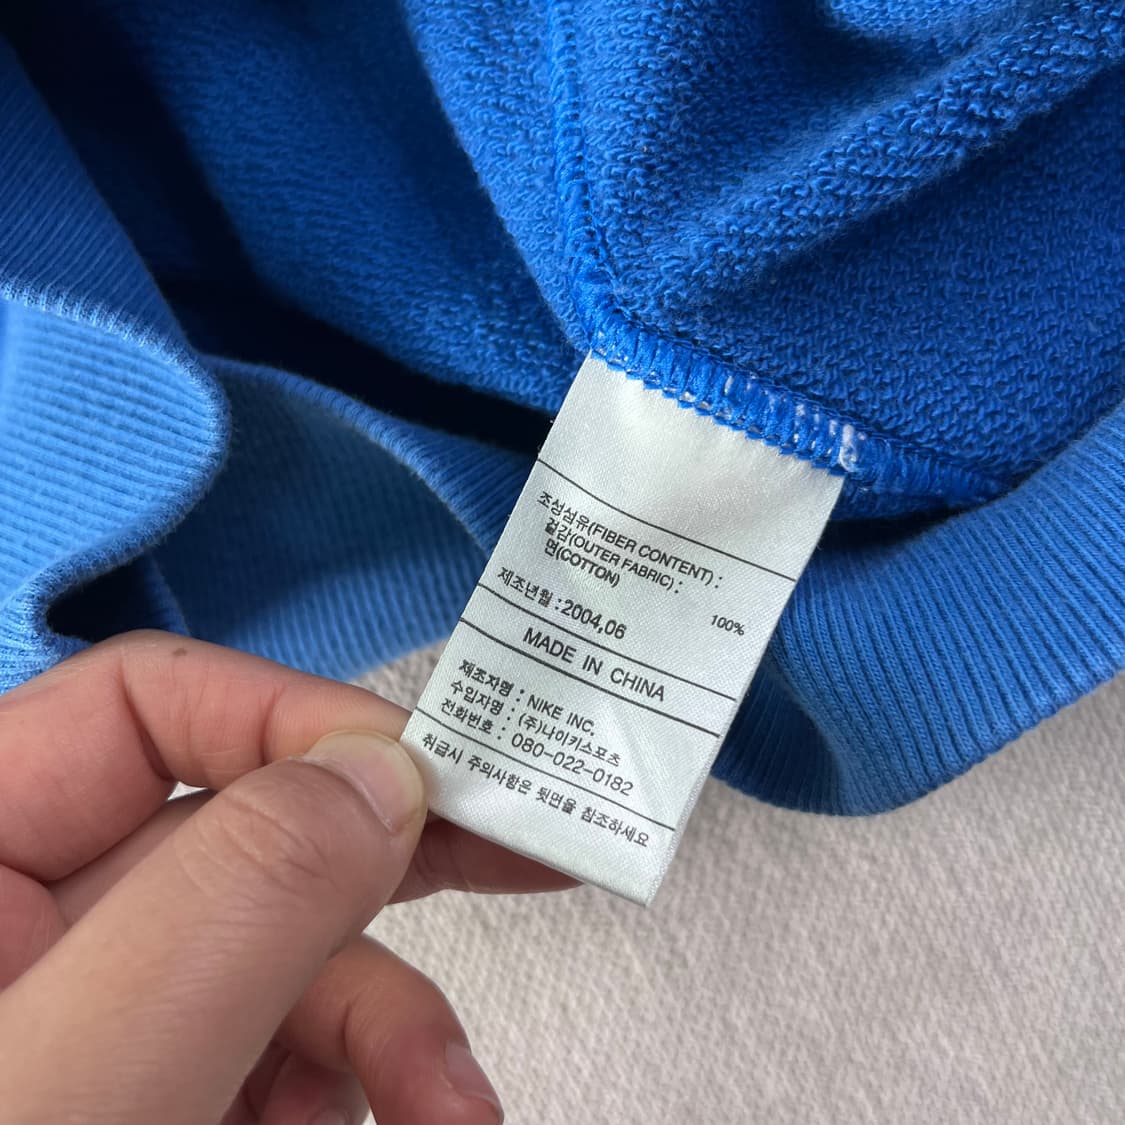 조성섬유(FIBER CONTENT) :
겉감(OUTER FABRIC) :
면(COTTON) 100%
제조년월 :2004,06
MADE IN CHINA
제조자명 : NIKE INC.
수입자명 : (주)나이키스포츠
전화번호 : 080-022-0182
취급시 주의사항은 뒷면을 참조하세요